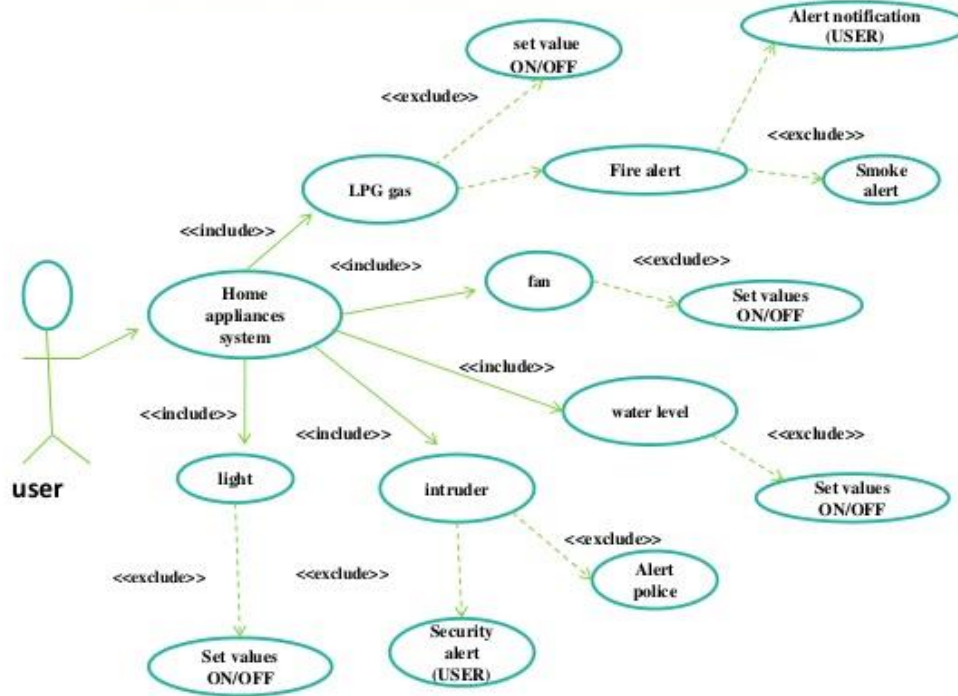 Alert notification
(USER)
set value
ON/OFF
<<exclude>>
<<exclude>>
Fire alert
Smoke
alert
LPG gas
<<include>>
<<include>>
<<exclude>>
fan
Home
appliances
system
Set values
ON/OFF
<<include>>
<<include>>
water level
<<include>>
<<exclude>>
user
light
intruder
Set values
ON/OFF
<<exclude>>
<<exclude>>
<<exclude>>
Alert
police
Set values
ON/OFF
Security
alert
(USER)